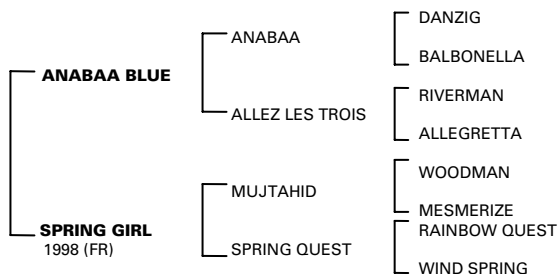 DANZIG
ANABAA
BALBONELLA
ANABAA BLUE
RIVERMAN
ALLEZ LES TROIS
ALLEGRETTA
WOODMAN
MUJTAHID
MESMERIZE
SPRING GIRL
RAINBOW QUEST
1998 (FR)
SPRING QUEST
WIND SPRING